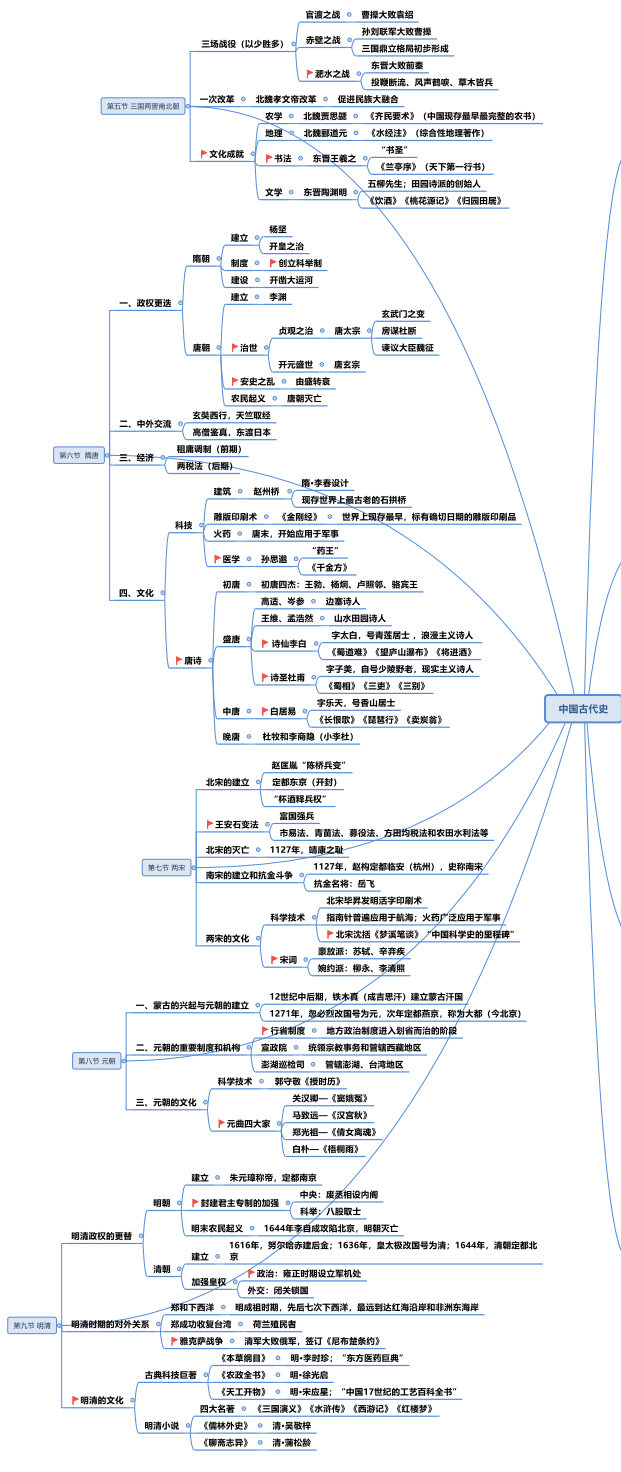 官渡之战
曹操大败袁绍
三场战役（以少胜多）
赤壁之战
孙刘联军大败曹操
三国鼎立格局初步形成
淝水之战
东晋大败前秦
投鞭断流、风声鹤唳、草木皆兵
第五节 三国两晋南北朝
一次改革
北魏孝文帝改革
促进民族大融合
文化成就
农学
北魏贾思勰
《齐民要术》（中国现存最早最完整的农书）
地理
北魏郦道元
《水经注》（综合性地理著作）
书法
东晋王羲之
“书圣”
《兰亭序》（天下第一行书）
文学
东晋陶渊明
五柳先生；田园诗派的创始人
《饮酒》《桃花源记》《归园田居》
第六节 隋唐
一、政权更迭
隋朝
建立
杨坚
开皇之治
制度
创立科举制
建设
开凿大运河
唐朝
建立
李渊
治世
贞观之治
唐太宗
玄武门之变
房谋杜断
谏议大臣魏征
开元盛世
唐玄宗
安史之乱
由盛转衰
农民起义
唐朝灭亡
二、中外交流
玄奘西行，天竺取经
高僧鉴真，东渡日本
三、经济
租庸调制（前期）
两税法（后期）
四、文化
科技
建筑
赵州桥
隋•李春设计
现存世界上最古老的石拱桥
雕版印刷术
《金刚经》
世界上现存最早，标有确切日期的雕版印刷品
火药
唐末，开始应用于军事
医学
孙思邈
“药王”
《千金方》
唐诗
初唐
初唐四杰：王勃、杨炯、卢照邻、骆宾王
盛唐
高适、岑参
边塞诗人
王维、孟浩然
山水田园诗人
诗仙李白
字太白，号青莲居士 ，浪漫主义诗人
《蜀道难》《望庐山瀑布》《将进酒》
诗圣杜甫
字子美，自号少陵野老，现实主义诗人
《蜀相》《三吏》《三别》
中唐
白居易
字乐天，号香山居士
《长恨歌》《琵琶行》《卖炭翁》
晚唐
杜牧和李商隐（小李杜）
中国古代史
第七节 两宋
北宋的建立
赵匡胤“陈桥兵变”
定都东京（开封）
“杯酒释兵权”
王安石变法
富国强兵
市易法、青苗法、募役法、方田均税法和农田水利法等
北宋的灭亡
1127年，靖康之耻
南宋的建立和抗金斗争
1127年，赵构定都临安（杭州），史称南宋
抗金名将：岳飞
两宋的文化
科学技术
北宋毕昇发明活字印刷术
指南针普遍应用于航海；火药广泛应用于军事
北宋沈括《梦溪笔谈》“中国科学史的里程碑”
宋词
豪放派：苏轼、辛弃疾
婉约派：柳永、李清照
第八节 元朝
一、蒙古的兴起与元朝的建立
12世纪中后期，铁木真（成吉思汗）建立蒙古汗国
1271年，忽必烈改国号为元，次年定都燕京，称为大都（今北京）
二、元朝的重要制度和机构
行省制度
地方政治制度进入划省而治的阶段
宣政院
统领宗教事务和管辖西藏地区
澎湖巡检司
管辖澎湖、台湾地区
三、元朝的文化
科学技术
郭守敬《授时历》
元曲四大家
关汉卿—《窦娥冤》
马致远—《汉宫秋》
郑光祖—《倩女离魂》
白朴—《梧桐雨》
第九节 明清
明清政权的更替
明朝
建立
朱元璋称帝，定都南京
封建君主专制的加强
中央：废丞相设内阁
科举：八股取士
明末农民起义
1644年李自成攻陷北京，明朝灭亡
清朝
建立
1616年，努尔哈赤建后金；1636年，皇太极改国号为清；1644年，清朝定都北
京
加强皇权
政治：雍正时期设立军机处
外交：闭关锁国
明清时期的对外关系
郑和下西洋
明成祖时期，先后七次下西洋，最远到达红海沿岸和非洲东海岸
郑成功收复台湾
荷兰殖民者
雅克萨战争
清军大败俄军，签订《尼布楚条约》
明清的文化
古典科技巨著
《本草纲目》
明•李时珍；“东方医药巨典”
《农政全书》
明•徐光启
《天工开物》
明•宋应星；“中国17世纪的工艺百科全书”
明清小说
四大名著
《三国演义》《水浒传》《西游记》《红楼梦》
《儒林外史》
清•吴敬梓
《聊斋志异》
清•蒲松龄